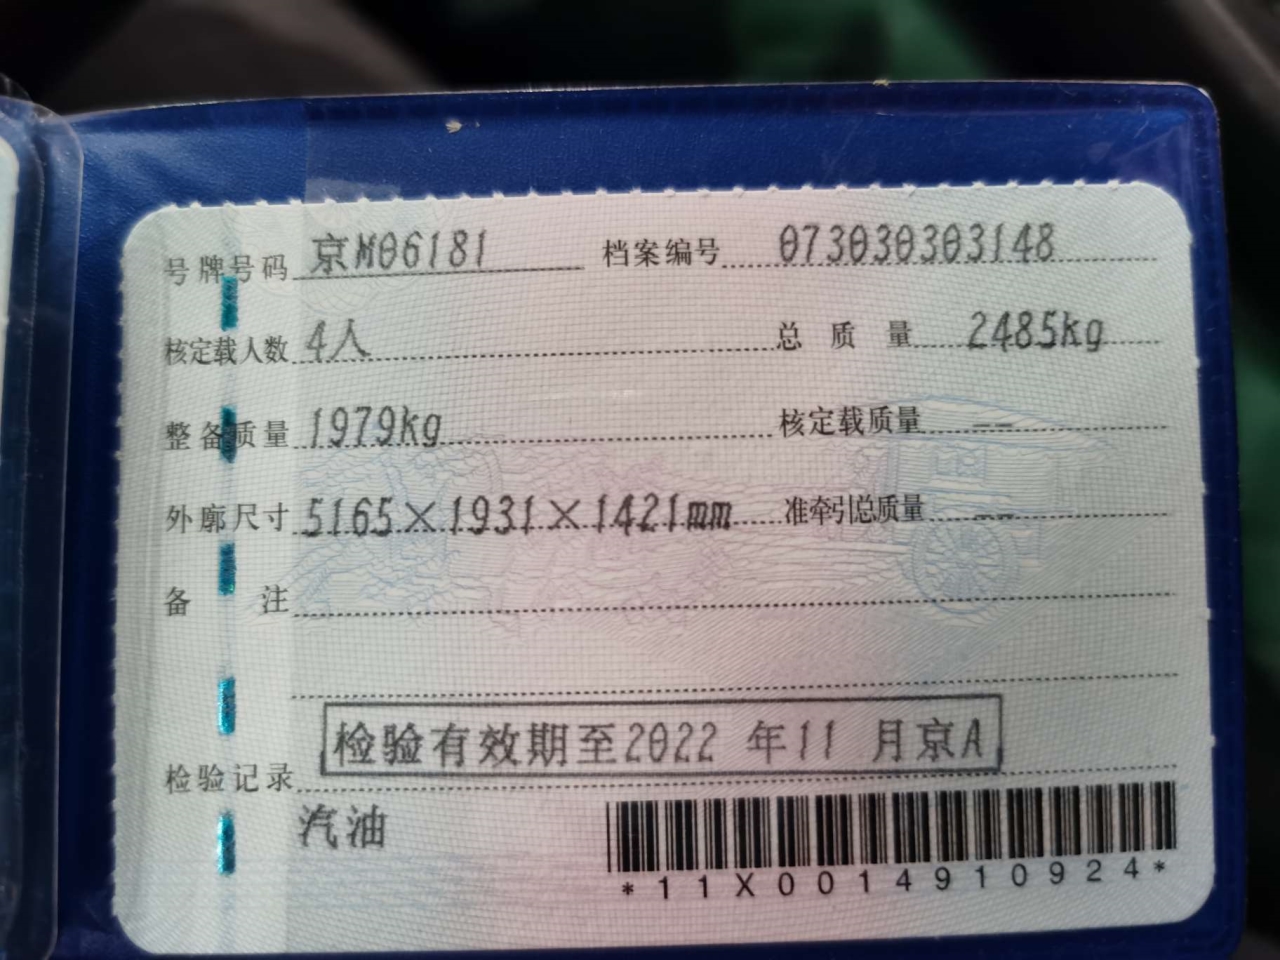 号牌号码 京M06181 档案编号 073030303148
核定载人数 4人 总质量 2485kg
整备质量 1979kg 核定载质量 --
外廓尺寸 5165×1931×1421mm 准牵引总质量 --
备注
检验有效期至2022 年11 月京A
检验记录
汽油
*11X0014910924*